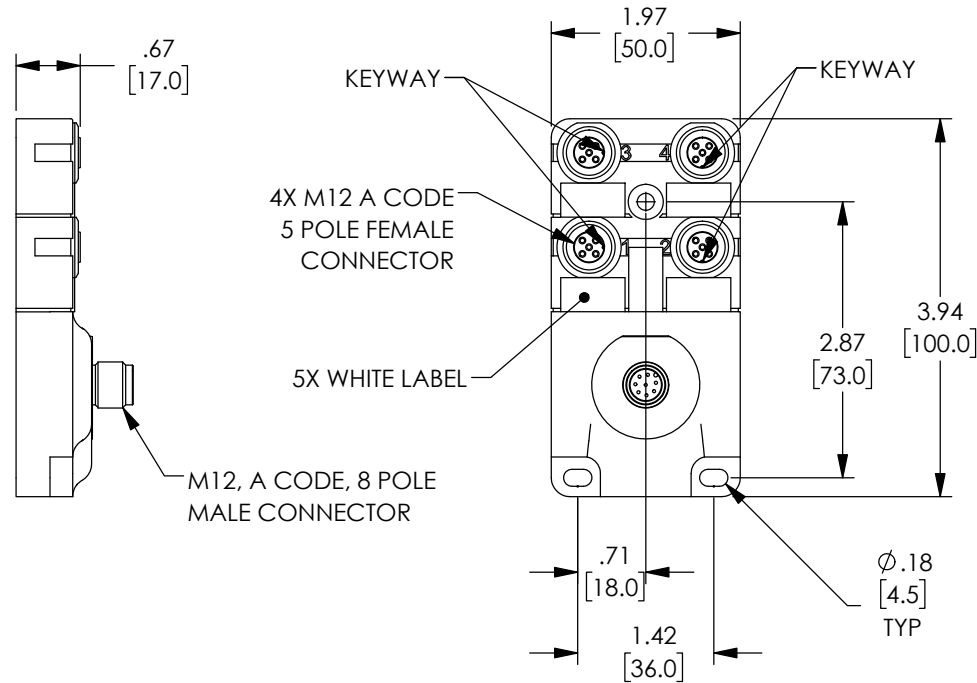 .67
[17.0]
1.97
[50.0]
KEYWAY
KEYWAY
3
4
4X M12 A CODE
5 POLE FEMALE
CONNECTOR
1
2
3.94
[100.0]
2.87
[73.0]
5X WHITE LABEL
M12, A CODE, 8 POLE
MALE CONNECTOR
.71
[18.0]
∅.18
[4.5]
TYP
1.42
[36.0]